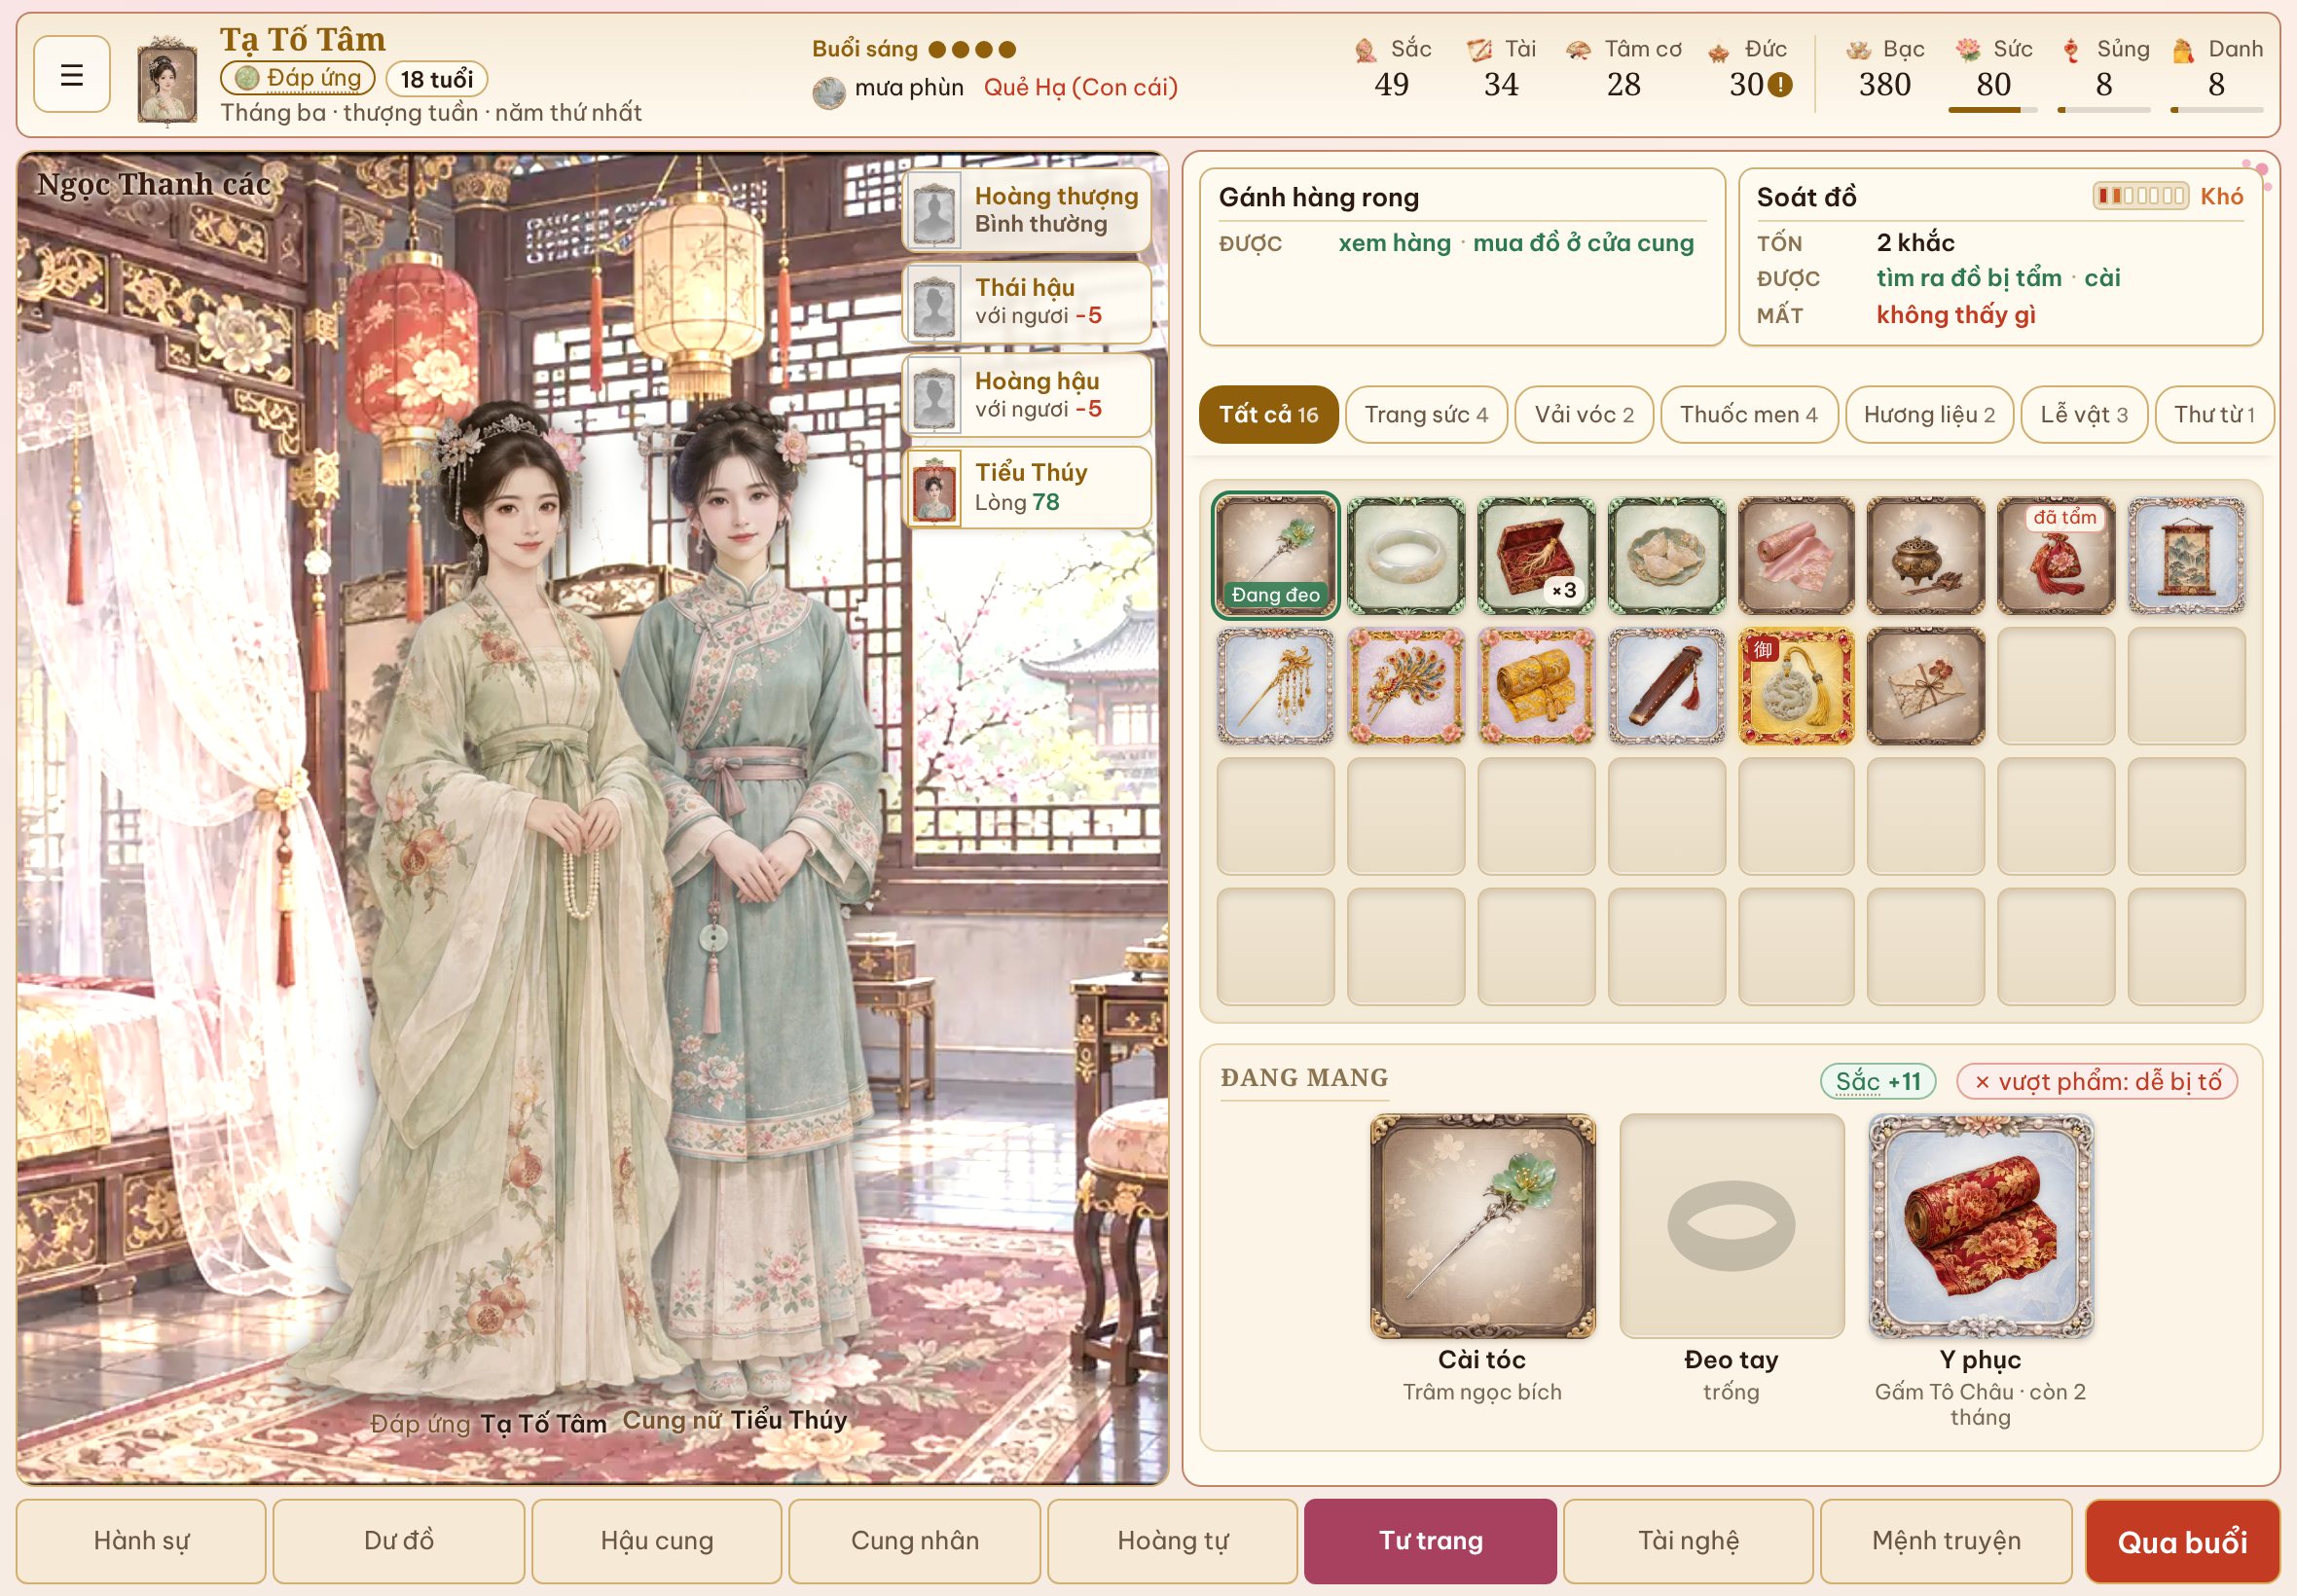 ☰
Tạ Tố Tâm
Đáp ứng 18 tuổi
Tháng ba · thượng tuần · năm thứ nhất
Buổi sáng
mưa phùn Quẻ Hạ (Con cái)
Sắc Tài Tâm cơ Đức Bạc Sức Sủng Danh
49 34 28 30 ! 380 80 8 8
Ngọc Thanh các
Hoàng thượng
Bình thường
Thái hậu
với ngươi -5
Hoàng hậu
với ngươi -5
Tiểu Thúy
Lòng 78
Đáp ứng Tạ Tố Tâm Cung nữ Tiểu Thúy
Gánh hàng rong
ĐƯỢC xem hàng · mua đồ ở cửa cung
Soát đồ Khó
TỐN 2 khắc
ĐƯỢC tìm ra đồ bị tẩm · cài
MẤT không thấy gì
Tất cả 16 Trang sức 4 Vải vóc 2 Thuốc men 4 Hương liệu 2 Lễ vật 3 Thư từ 1
Đang đeo
×3
đã tẩm
御
ĐANG MANG Sắc +11 × vượt phẩm: dễ bị tố
Cài tóc
Trâm ngọc bích
Đeo tay
trống
Y phục
Gấm Tô Châu · còn 2
tháng
Hành sự Dư đồ Hậu cung Cung nhân Hoàng tự Tư trang Tài nghệ Mệnh truyện Qua buổi